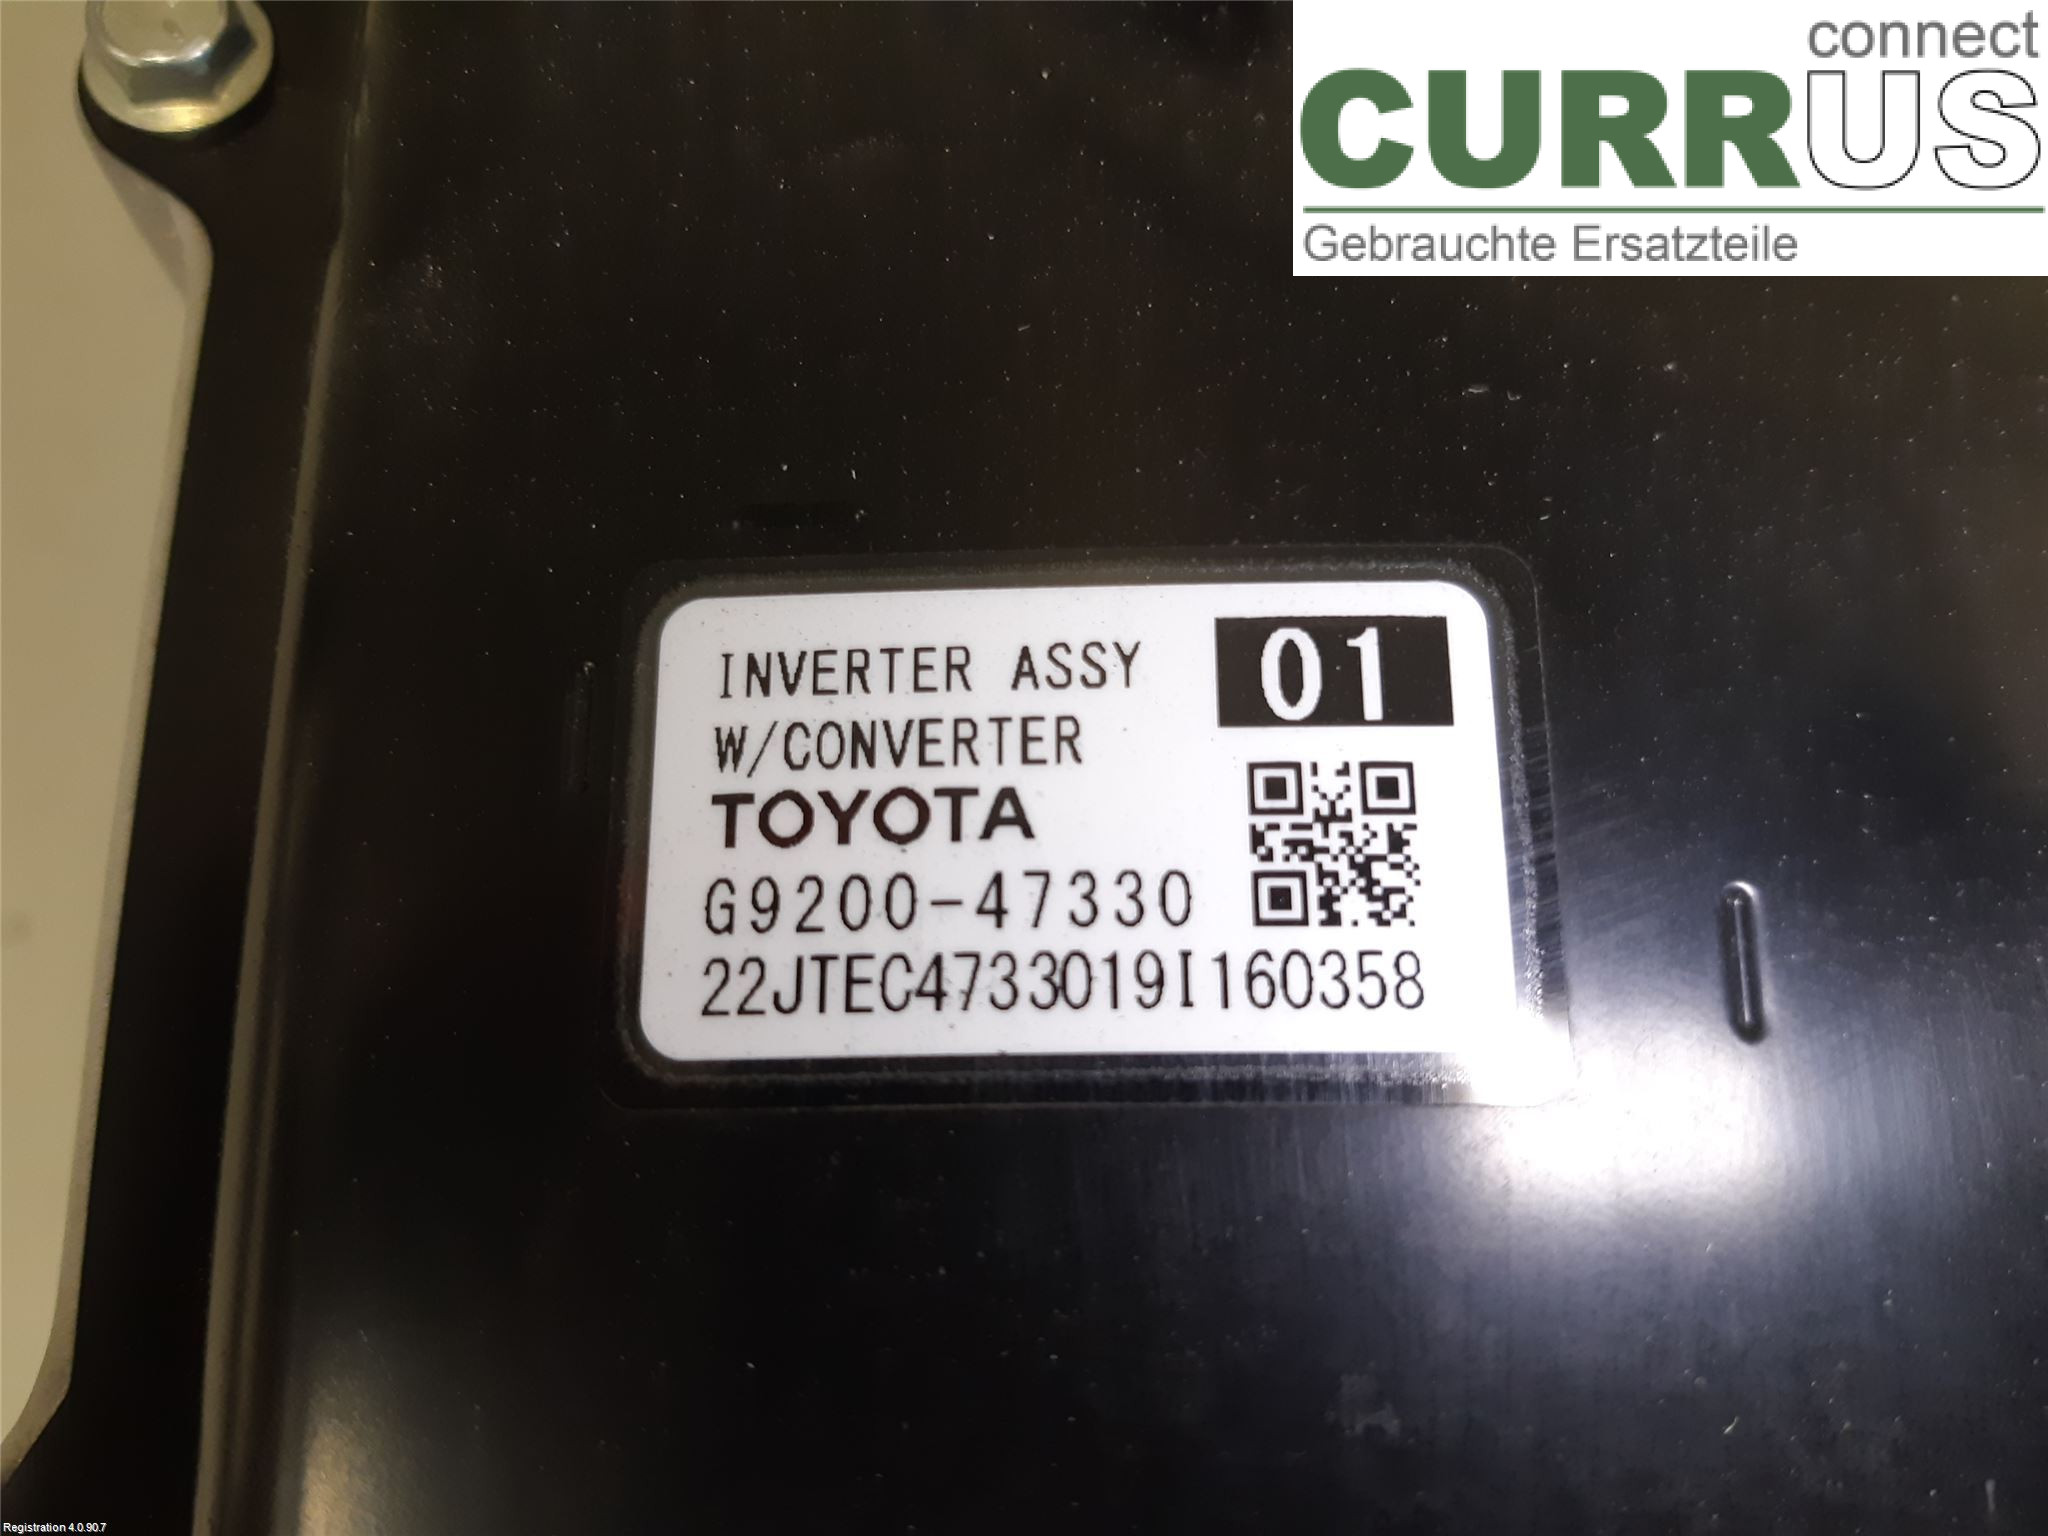 connect
CURRUS
Gebrauchte Ersatzteile
INVERTER ASSY 01
W/CONVERTER
TOYOTA
G9200-47330
22JTEC4733019I160358
Registration 4.0.90.7